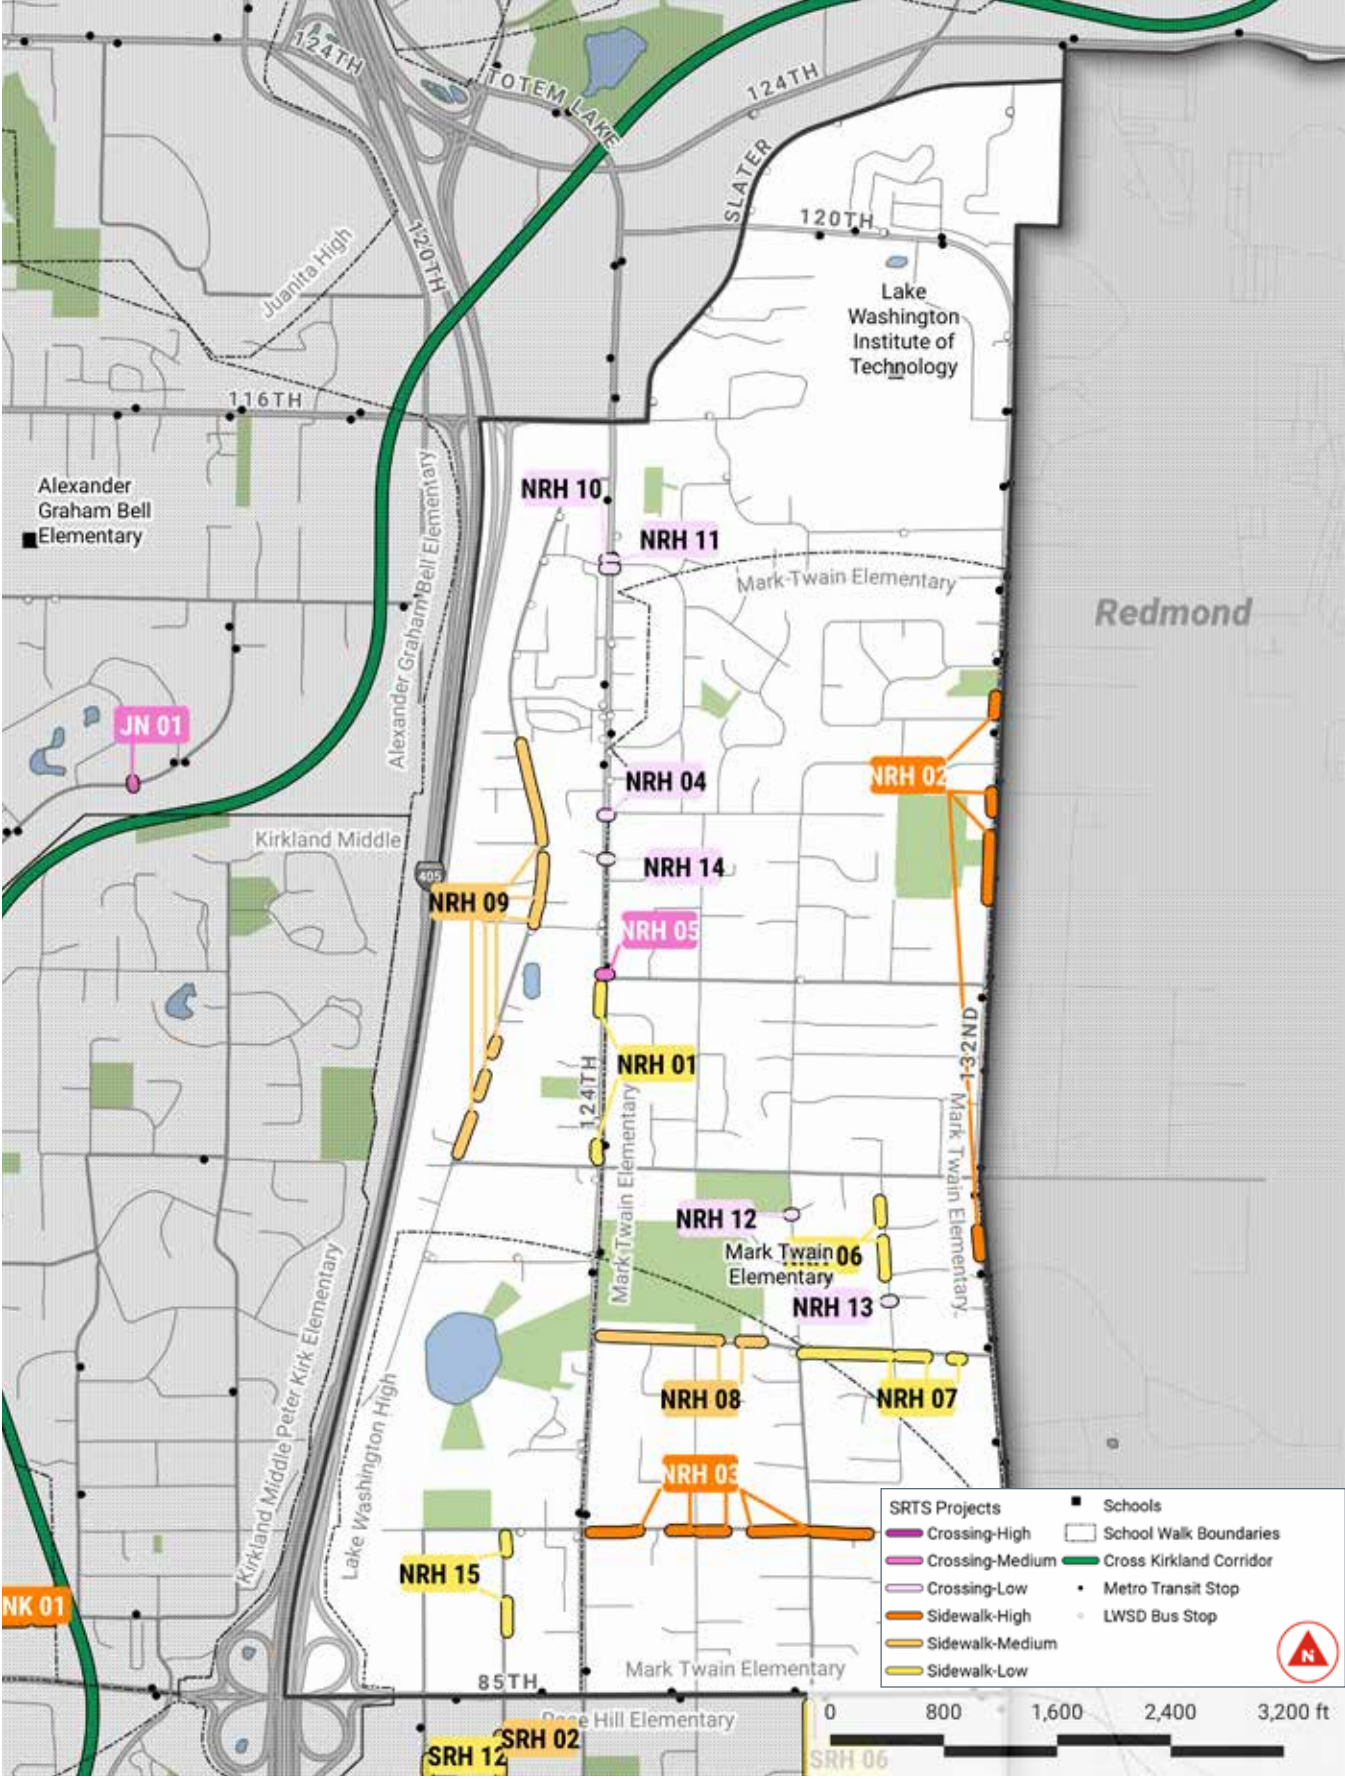 124TH
TOTEM LAKE
124TH
SLATER
120TH
120TH
Juanita High
Lake
Washington
Institute of
Technology
116TH
Alexander
Graham Bell
Elementary
Alexander Graham Bell Elementary
NRH 10
NRH 11
Mark Twain Elementary
Redmond
JN 01
NRH 04
NRH 02
Kirkland Middle
NRH 14
405
NRH 09
NRH 05
NRH 01
124TH
132ND
Mark Twain Elementary
Mark Twain Elementary
NRH 12
Mark Twain
Elementary
06
NRH 13
Kirkland Middle
Peter Kirk Elementary
Lake Washington High
NRH 08
NRH 07
NRH 03
NRH 15
NK 01
Mark Twain Elementary
85TH
Rose Hill Elementary
SRH 02
SRH 12
SRH 06
SRTS Projects
Crossing-High
Crossing-Medium
Crossing-Low
Sidewalk-High
Sidewalk-Medium
Sidewalk-Low
Schools
School Walk Boundaries
Cross Kirkland Corridor
Metro Transit Stop
LWSD Bus Stop
N
0 800 1,600 2,400 3,200 ft